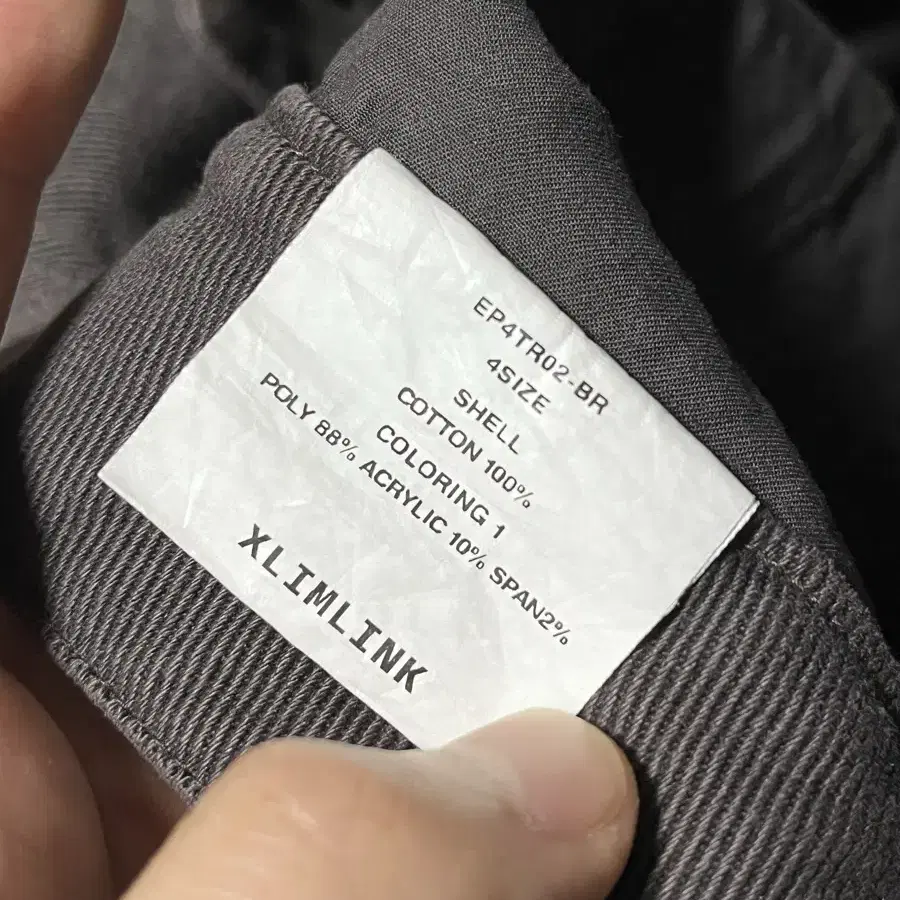 EP4TR02-BR
4SIZE
SHELL
COTTON 100%
COLORING 1
POLY 88% ACRYLIC 10% SPAN2%
XLIMLINK